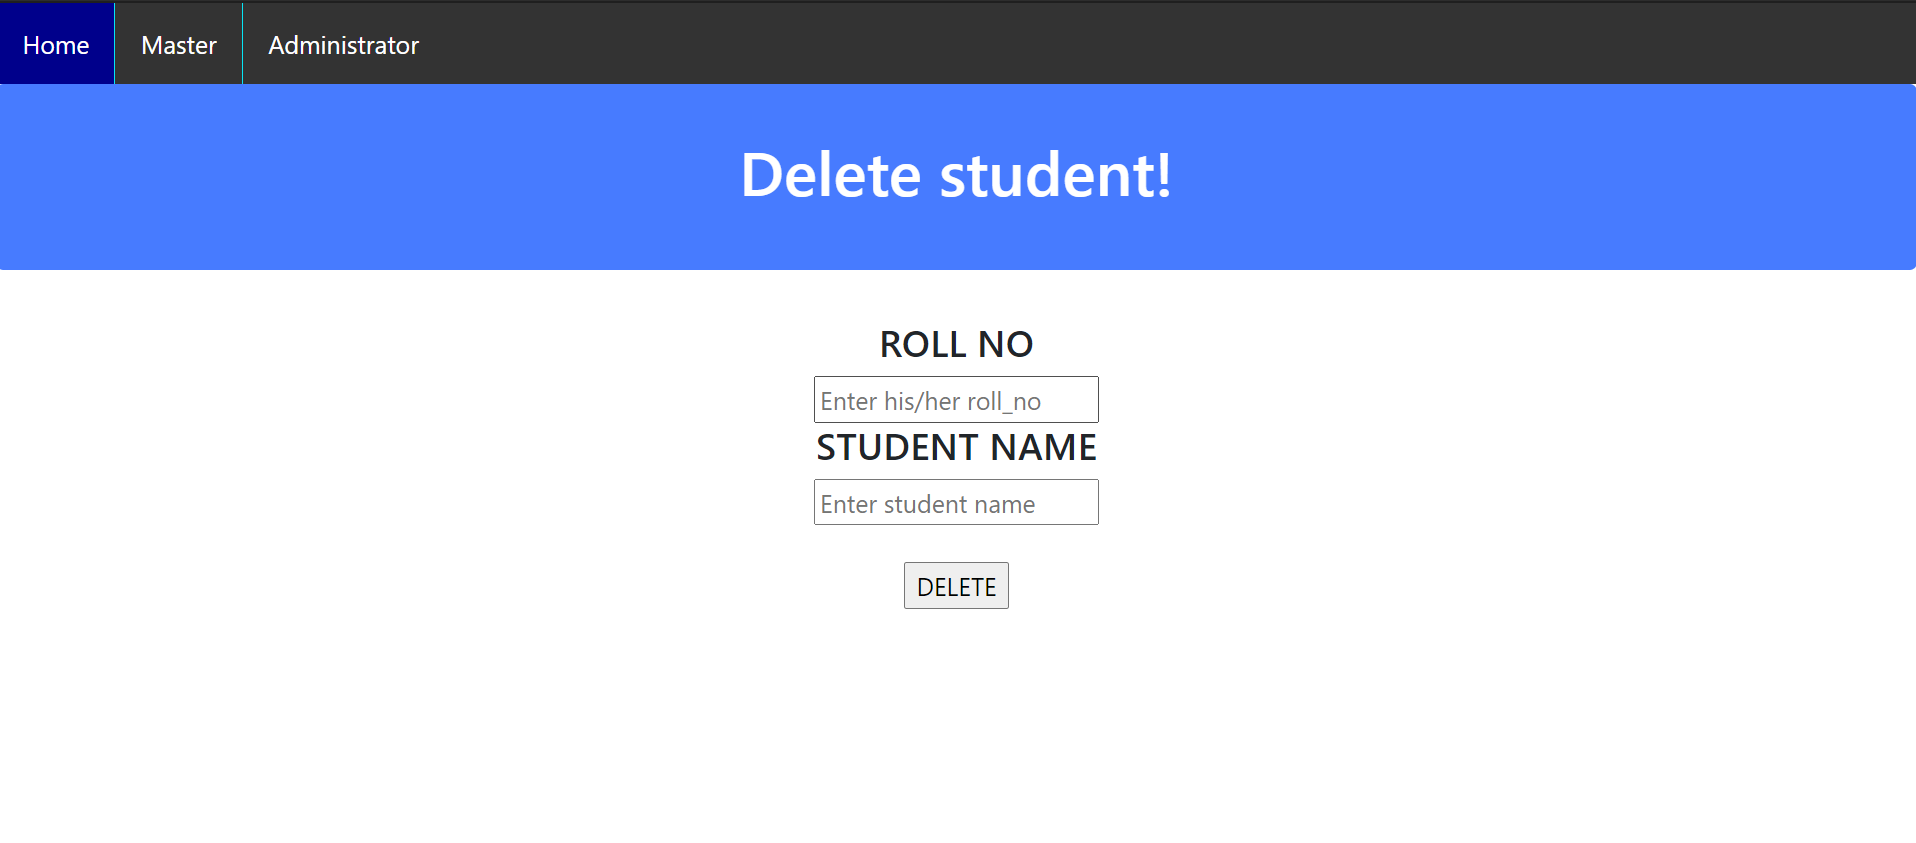 Home Master Administrator
Delete student!
ROLL NO
Enter his/her roll_no
STUDENT NAME
Enter student name
DELETE